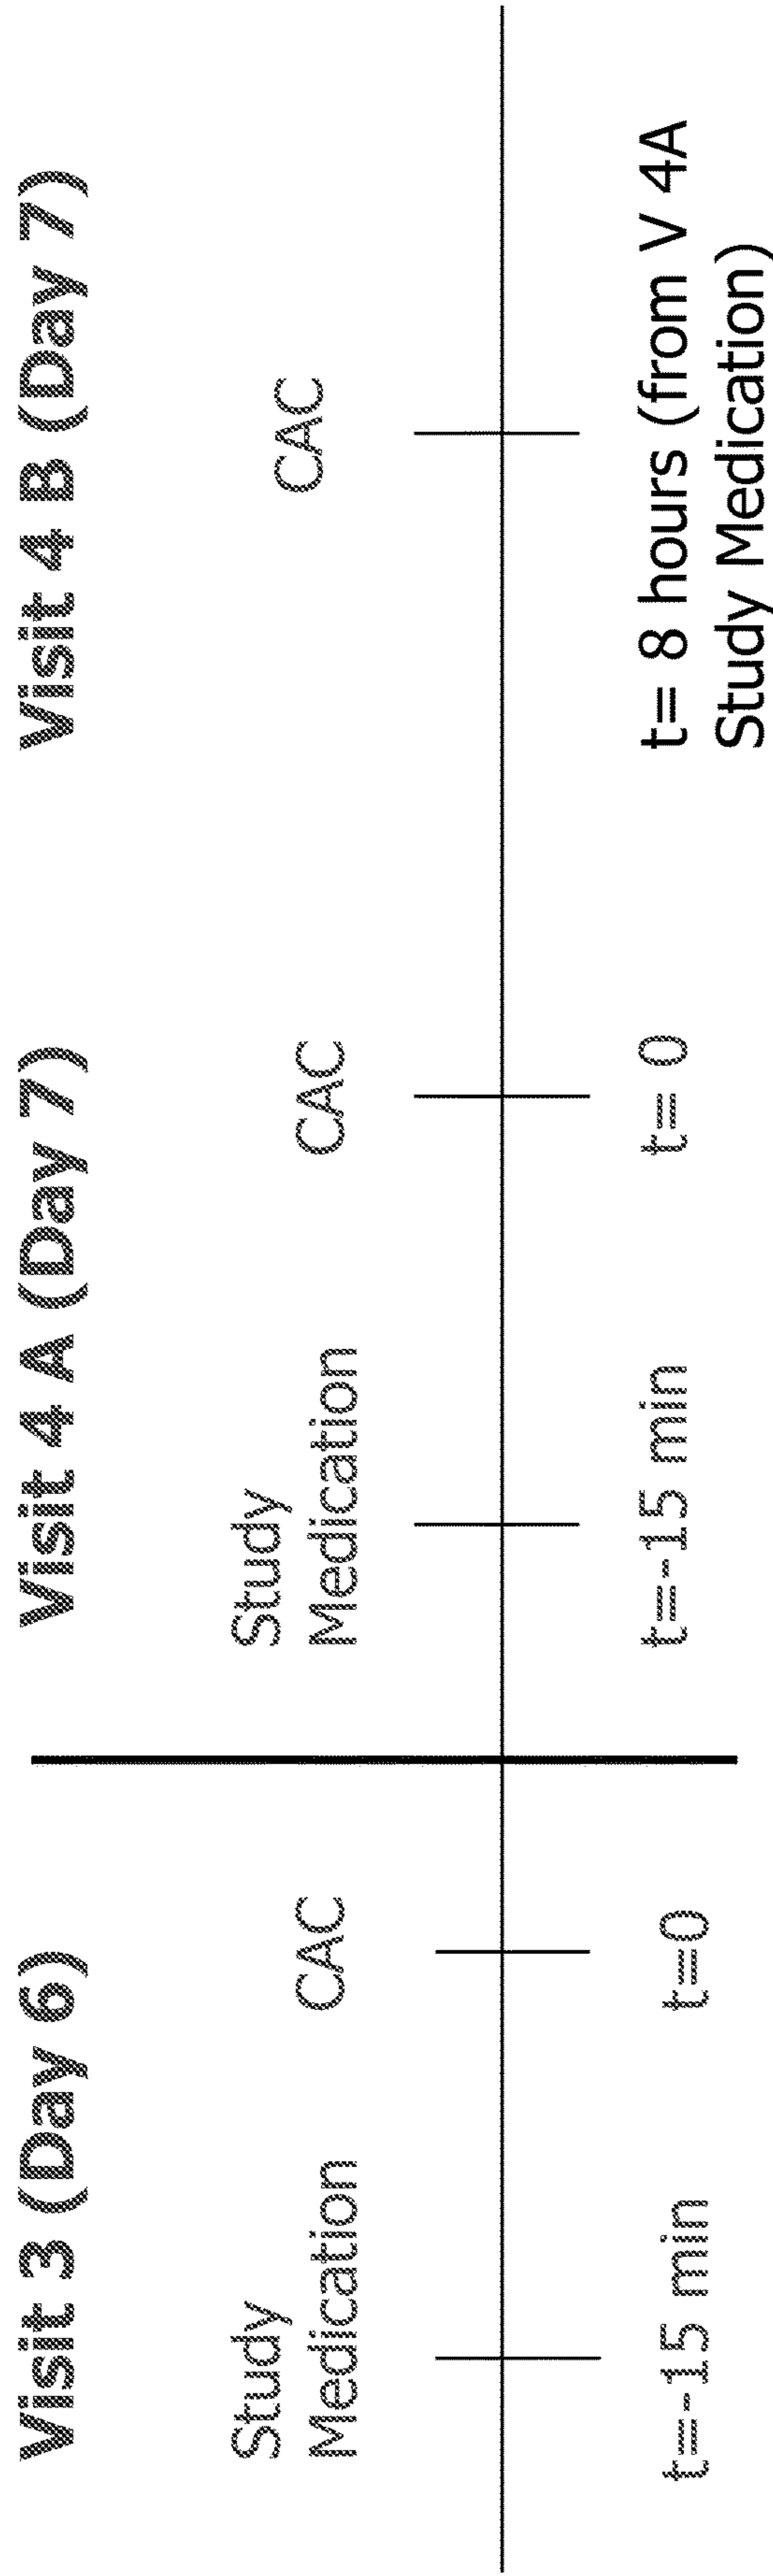 Visit 3 (Day 6)
Study
Medication
CAC
t=-15 min
t=0
Visit 4 A (Day 7)
Study
Medication
CAC
t=-15 min
t= 0
Visit 4 B (Day 7)
CAC
t= 8 hours (from V 4A
Study Medication)